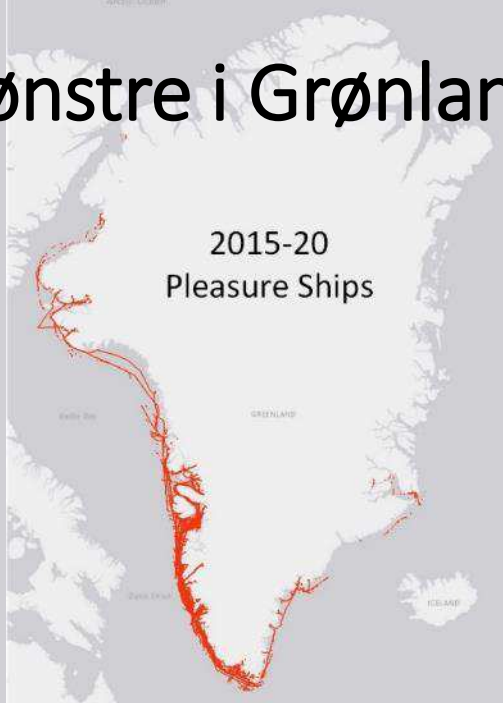 ønstre i Grønlan
2015-20
Pleasure Ships
GREENLAND
ICELAND